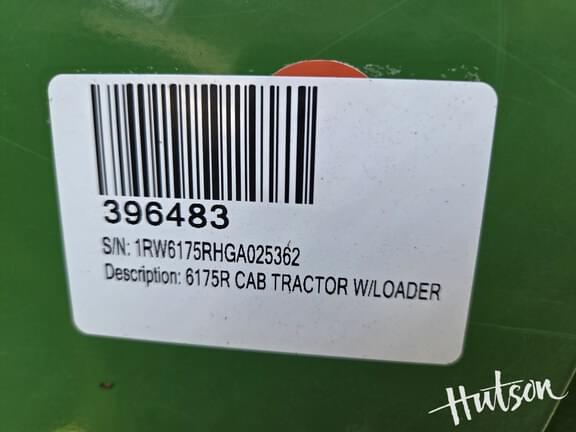 396483
S/N: 1RW6175RHGA025362
Description: 6175R CAB TRACTOR W/LOADER
Hutson